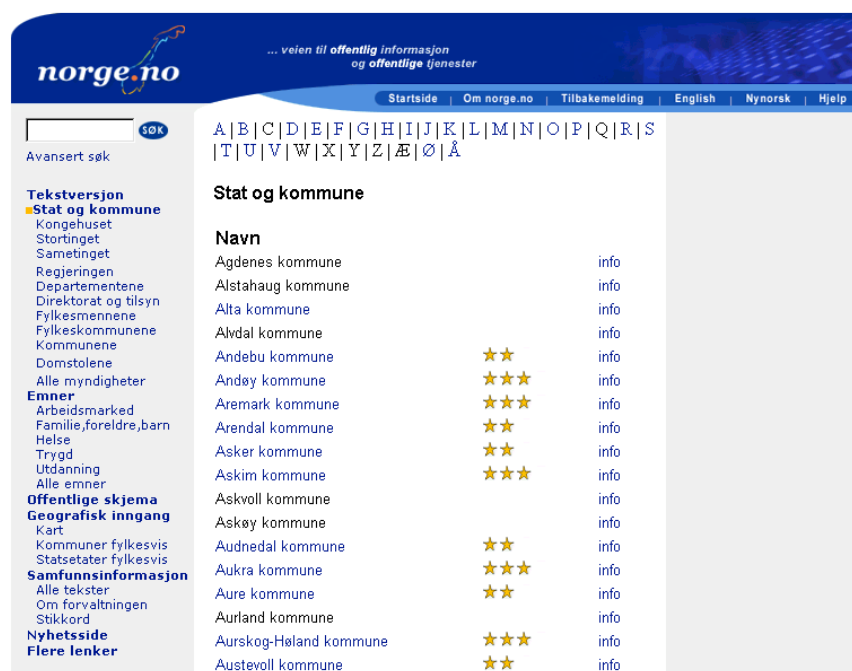 norge.no
... veien til offentlig informasjon
og offentlige tjenester
Startside | Om norge.no | Tilbakemelding | English | Nynorsk | Hjelp
SØK
Avansert søk
Tekstversjon
Stat og kommune
Kongehuset
Stortinget
Sametinget
Regjeringen
Departementene
Direktorat og tilsyn
Fylkesmennene
Fylkeskommunene
Kommunene
Domstolene
Alle myndigheter
Emner
Arbeidsmarked
Familie,foreldre,barn
Helse
Trygd
Utdanning
Alle emner
Offentlige skjema
Geografisk inngang
Kart
Kommuner fylkesvis
Statsetater fylkesvis
Samfunnsinformasjon
Alle tekster
Om forvaltningen
Stikkord
Nyhetsside
Flere lenker
A|B|C|D|E|F|G|H|I|J|K|L|M|N|O|P|Q|R|S
|T|U|V|W|X|Y|Z|Æ|Ø|Å
Stat og kommune
Navn
Agdenes kommune info
Alstahaug kommune info
Alta kommune info
Alvdal kommune info
Andebu kommune info
Andøy kommune info
Aremark kommune info
Arendal kommune info
Asker kommune info
Askim kommune info
Askvoll kommune info
Askøy kommune info
Audnedal kommune info
Aukra kommune info
Aure kommune info
Aurland kommune info
Aurskog-Høland kommune info
Austevoll kommune info